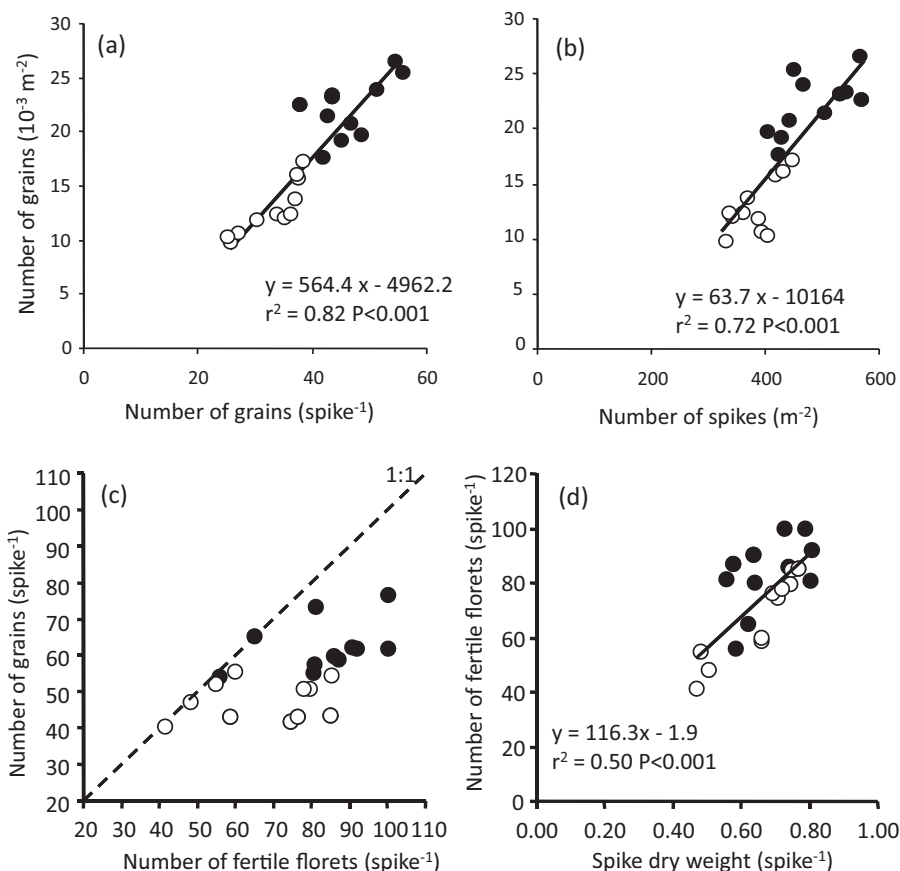 (a)
Number of grains (10⁻³ m⁻²)
30
25
20
15
10
5
0
y = 564.4 x - 4962.2
r² = 0.82 P<0.001
0 20 40 60
Number of grains (spike⁻¹)
(b)
30
25
20
15
10
5
0
y = 63.7 x - 10164
r² = 0.72 P<0.001
0 200 400 600
Number of spikes (m⁻²)
(c)
1:1
Number of grains (spike⁻¹)
110
100
90
80
70
60
50
40
30
20
20 30 40 50 60 70 80 90 100 110
Number of fertile florets (spike⁻¹)
(d)
Number of fertile florets (spike⁻¹)
120
100
80
60
40
20
0
y = 116.3x - 1.9
r² = 0.50 P<0.001
0.00 0.20 0.40 0.60 0.80 1.00
Spike dry weight (spike⁻¹)